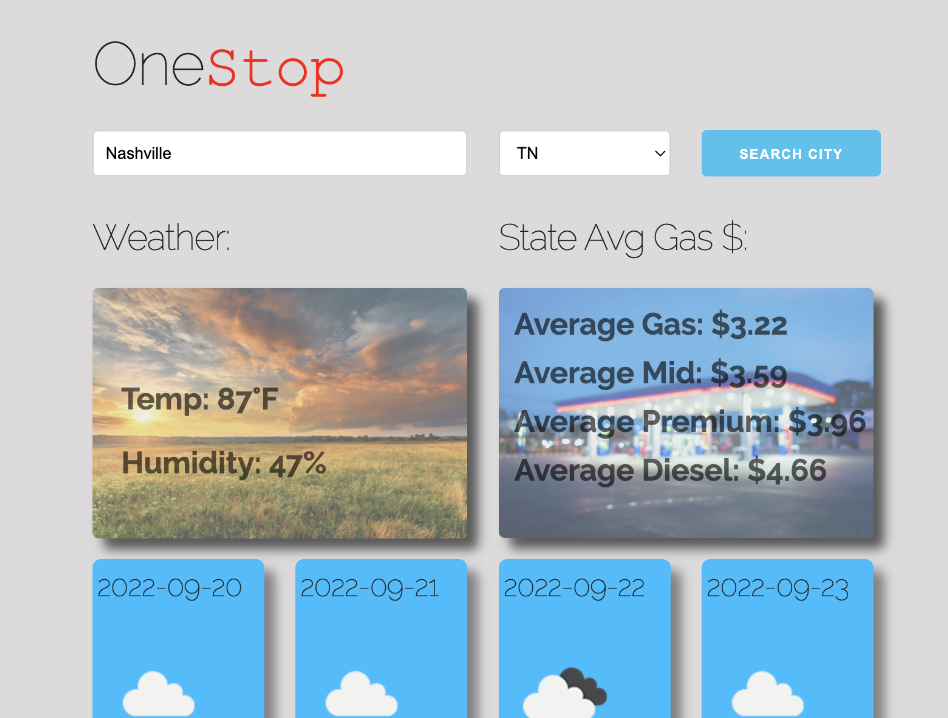 OneStop
Nashville
TN
SEARCH CITY
Weather:
State Avg Gas $:
Temp: 87°F
Humidity: 47%
Average Gas: $3.22
Average Mid: $3.59
Average Premium: $3.96
Average Diesel: $4.66
2022-09-20
2022-09-21
2022-09-22
2022-09-23